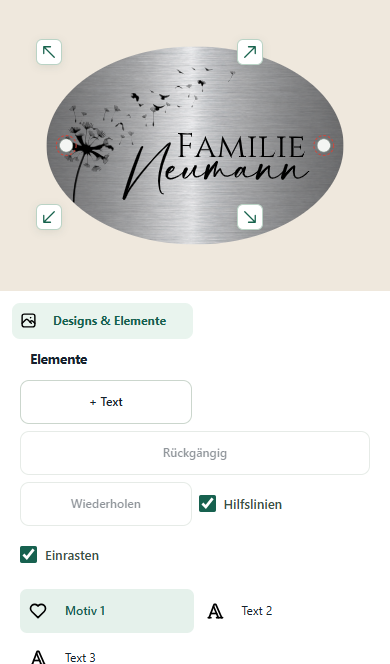 FAMILIE
Neumann
Designs & Elemente
Elemente
+ Text
Rückgängig
Wiederholen
Hilfslinien
Einrasten
Motiv 1
Text 2
Text 3